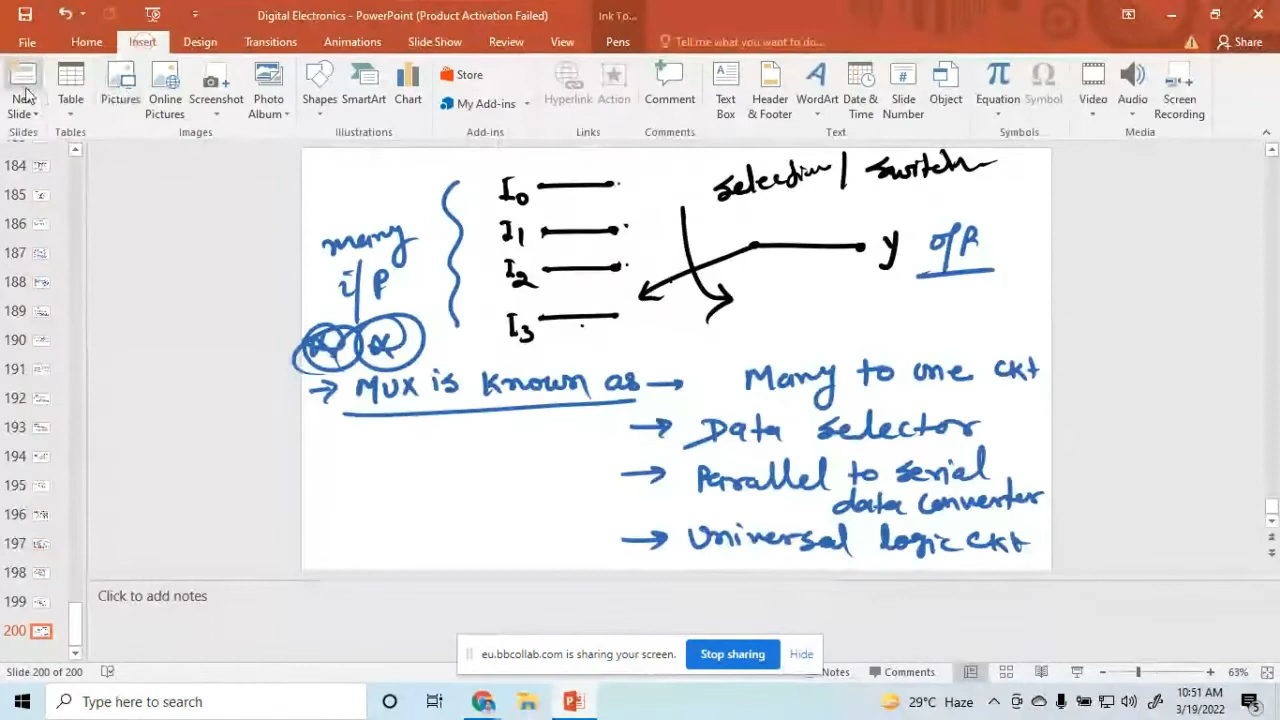 Digital Electronics - PowerPoint (Product Activation Failed)
Ink To...
File Home Insert Design Transitions Animations Slide Show Review View Pens Tell me what you want to do... Share
New Slide Table Pictures Online Pictures Screenshot Photo Album Shapes SmartArt Chart Store My Add-ins Hyperlink Action Comment Text Box Header & Footer WordArt Date & Time Slide Number Object Equation Symbol Video Audio Screen Recording
Slides Tables Images Illustrations Add-ins Links Comments Text Symbols Media
184
185
186
187
188
189
190
191
192
193
194
195
196
197
198
199
200
selection/ switch
I0
I1
I2
I3
many
i/p
y o/p
→ MUX is known as → Many to one ckt
→ Data selector
→ Parallel to serial
data converter
→ Universal logic ckt
Click to add notes
eu.bbcollab.com is sharing your screen. Stop sharing Hide
Slide 200 of 200 Notes Comments 63%
Type here to search 29°C Haze 10:51 AM
3/19/2022
5